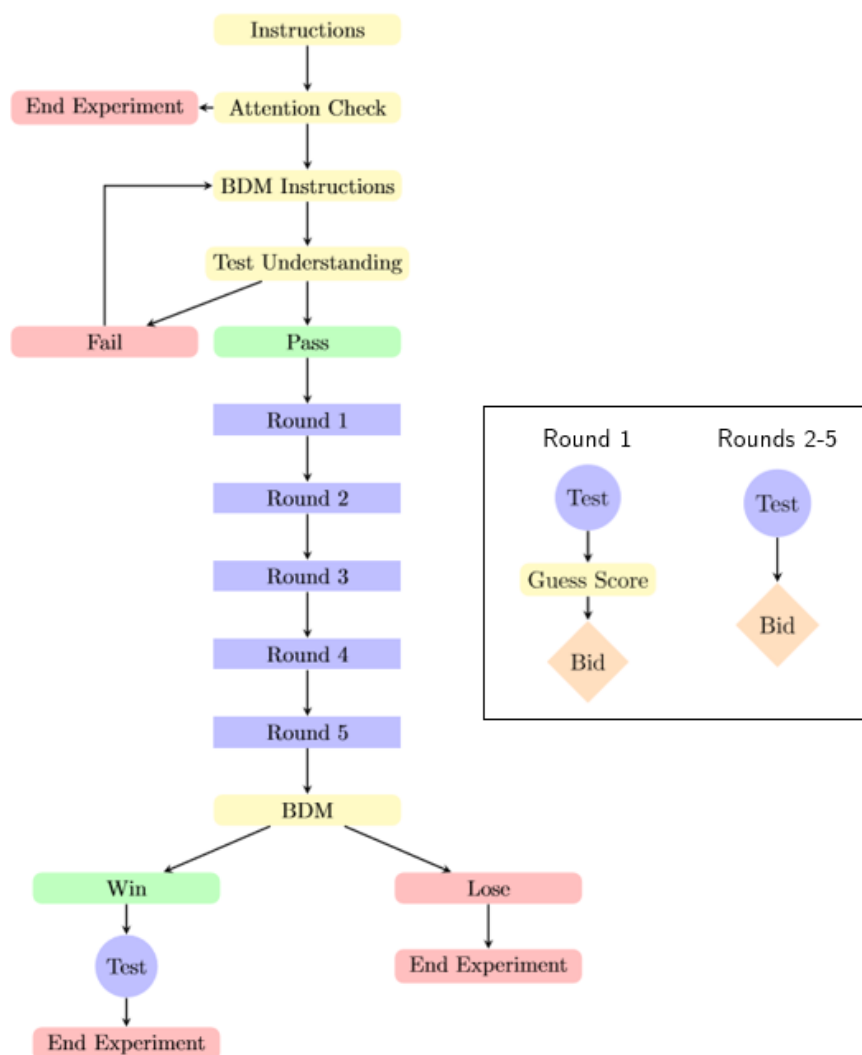 Instructions
End Experiment
Attention Check
BDM Instructions
Test Understanding
Fail
Pass
Round 1
Round 2
Round 3
Round 4
Round 5
BDM
Win
Lose
Test
End Experiment
End Experiment
Round 1
Rounds 2-5
Test
Test
Guess Score
Bid
Bid